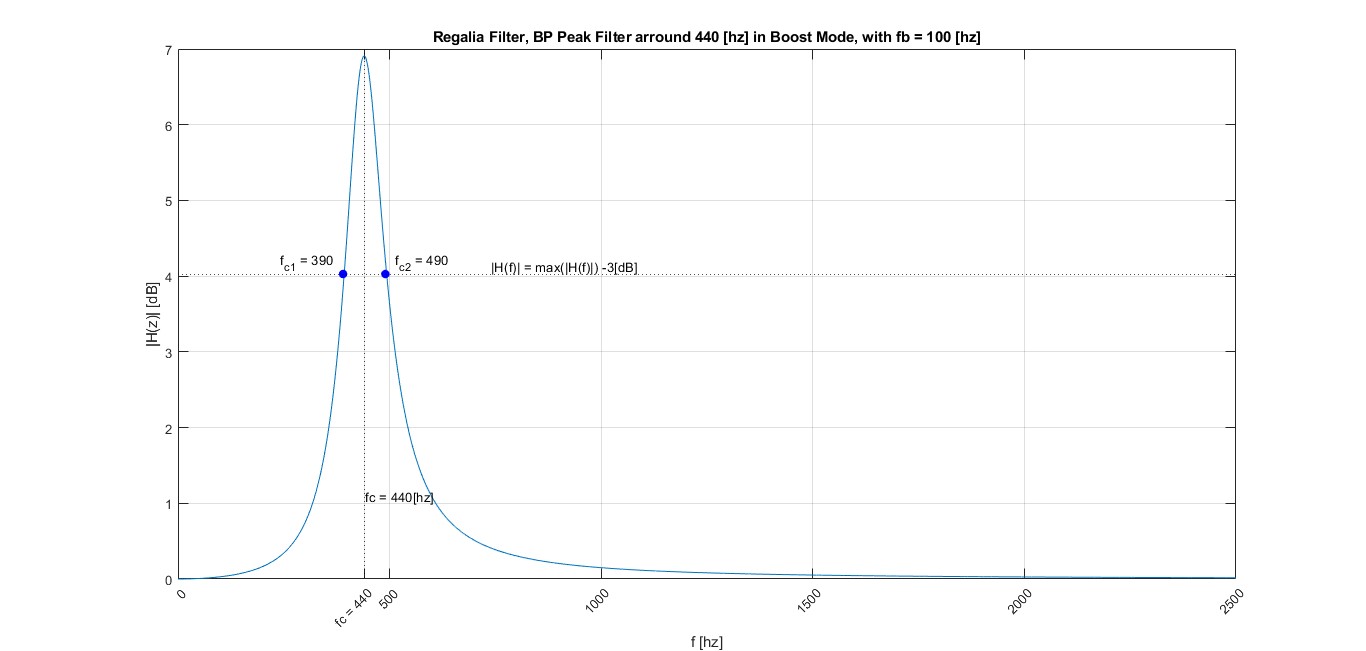 Regalia Filter, BP Peak Filter arround 440 [hz] in Boost Mode, with fb = 100 [hz]
7
6
5
4
3
2
1
0
|H(z)| [dB]
f_c1 = 390
f_c2 = 490
|H(f)| = max(|H(f)|) -3[dB]
fc = 440[hz]
0
fc = 440
500
1000
1500
2000
2500
f [hz]